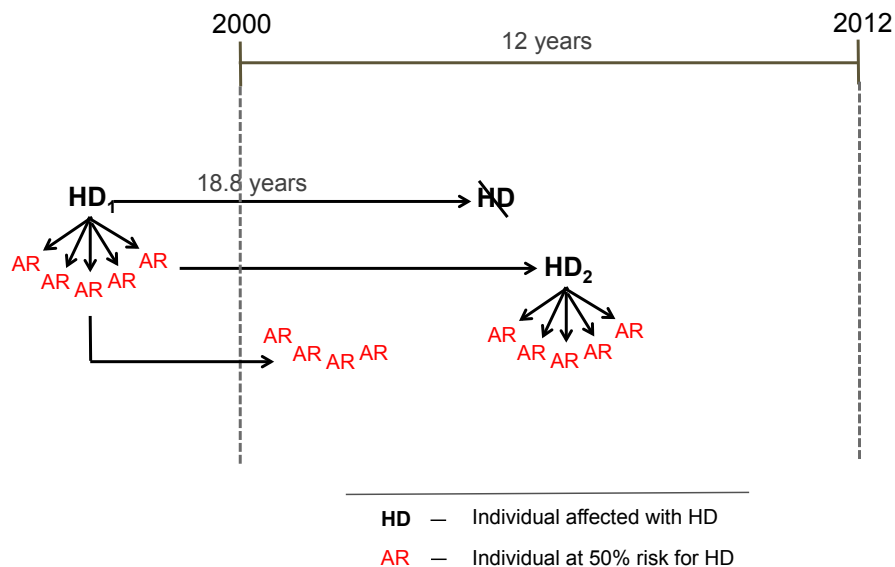 2000
2012
12 years
18.8 years
HD1
HD
AR AR AR AR AR
HD2
AR AR AR AR
AR AR AR AR AR
HD – Individual affected with HD
AR – Individual at 50% risk for HD